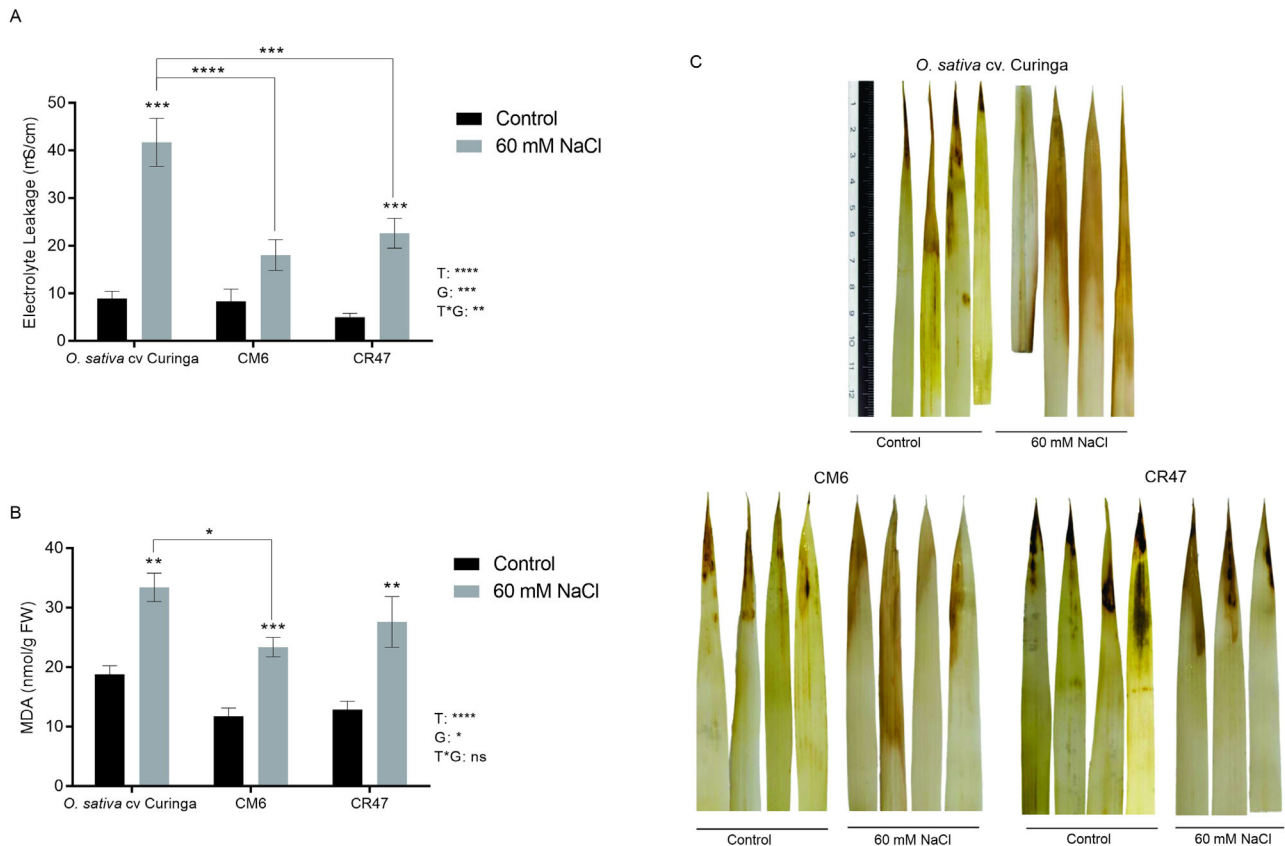 A
***
****
***
***
Electrolyte Leakage (mS/cm)
50
40
30
20
10
0
Control
60 mM NaCl
T: ****
G: ***
T*G: **
O. sativa cv Curinga
CM6
CR47
B
*
**
***
**
MDA (nmol/g FW)
40
30
20
10
0
Control
60 mM NaCl
T: ****
G: *
T*G: ns
O. sativa cv Curinga
CM6
CR47
C
O. sativa cv. Curinga
1
2
3
4
5
6
7
8
9
10
11
12
Control
60 mM NaCl
CM6
CR47
Control
60 mM NaCl
Control
60 mM NaCl